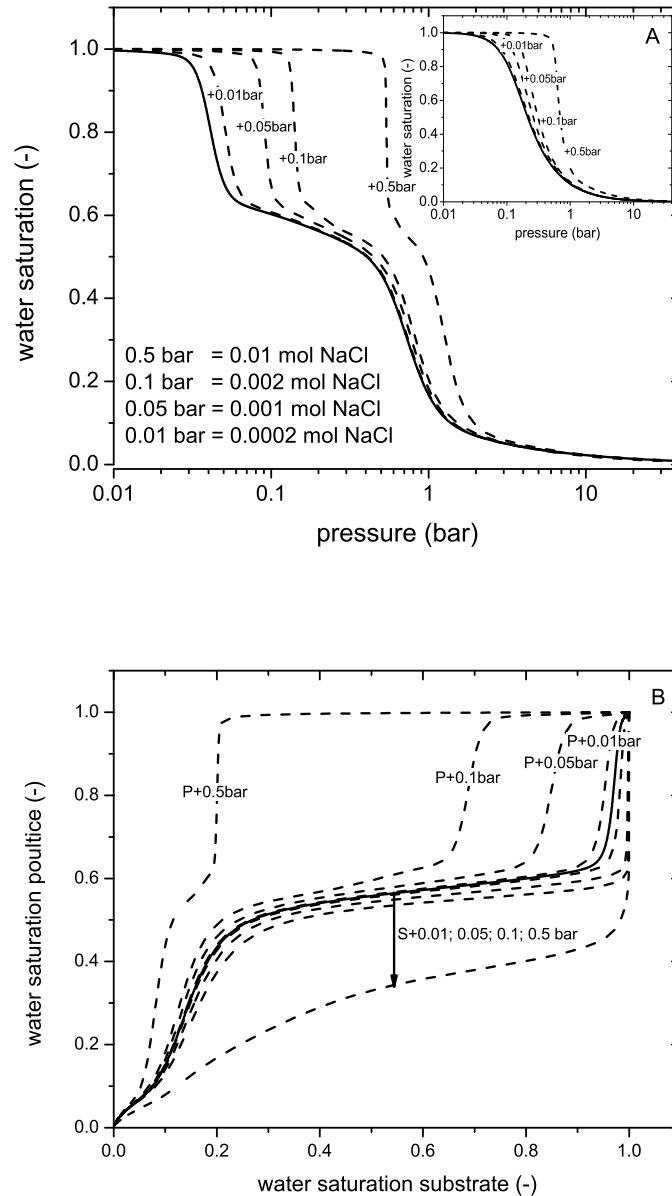 A
1.0
0.8
0.6
0.4
0.2
0.0
water saturation (-)
+0.01bar
+0.05bar
+0.1bar
+0.5bar
0.5 bar = 0.01 mol NaCl
0.1 bar = 0.002 mol NaCl
0.05 bar = 0.001 mol NaCl
0.01 bar = 0.0002 mol NaCl
0.01
0.1
1
10
pressure (bar)
1.0
0.8
0.6
0.4
0.2
0.0
water saturation (-)
+0.01bar
+0.05bar
+0.1bar
+0.5bar
0.01
0.1
1
10
pressure (bar)
B
1.0
0.8
0.6
0.4
0.2
0.0
water saturation poultice (-)
P+0.01bar
P+0.05bar
P+0.1bar
P+0.5bar
S+0.01; 0.05; 0.1; 0.5 bar
0.0
0.2
0.4
0.6
0.8
1.0
water saturation substrate (-)